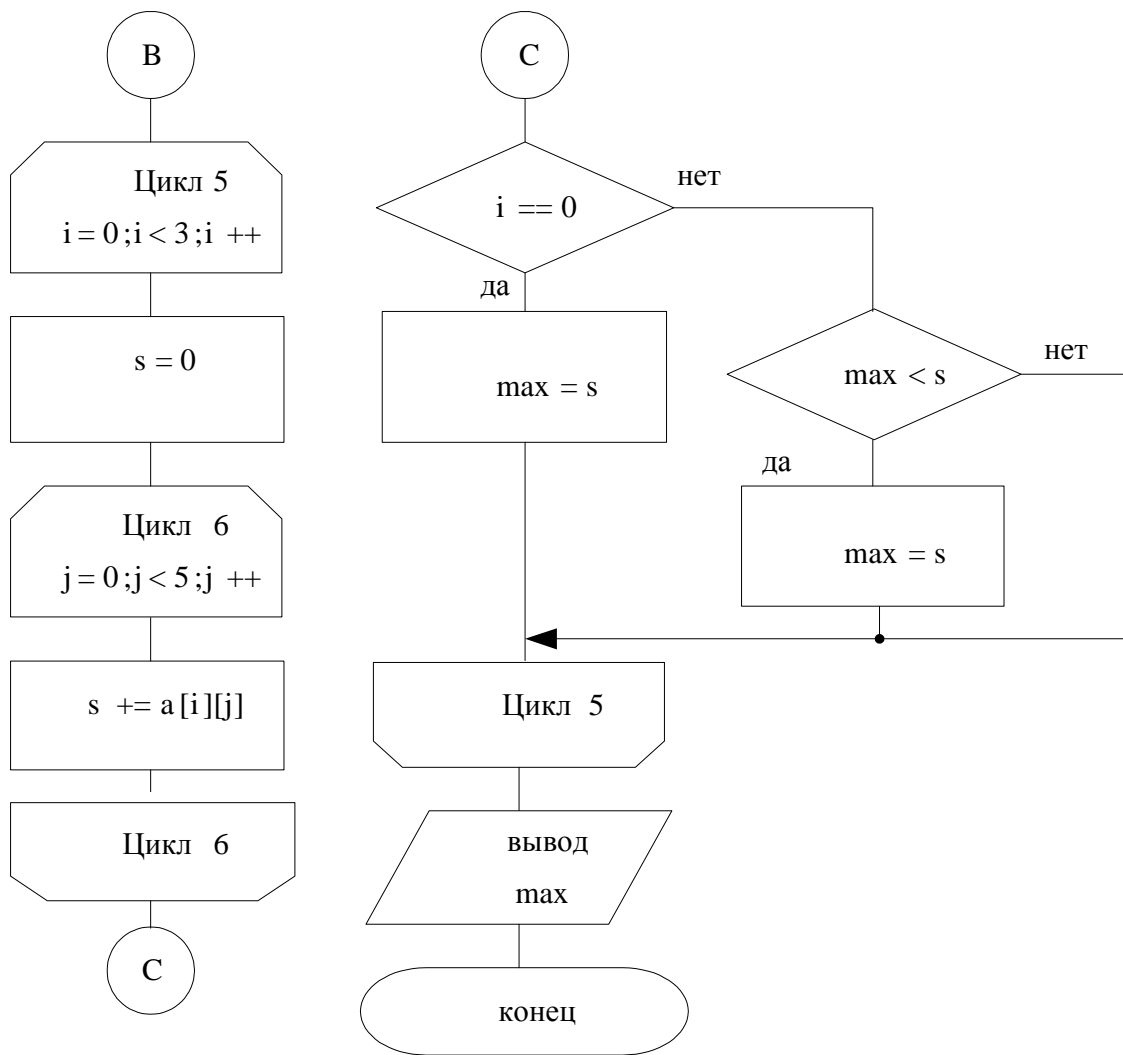 B
Цикл 5
i = 0 ; i < 3 ; i ++
s = 0
Цикл 6
j = 0 ; j < 5 ; j ++
s += a [i ][j]
Цикл 6
C
C
i == 0
нет
да
max = s
max < s
нет
да
max = s
Цикл 5
вывод
max
конец